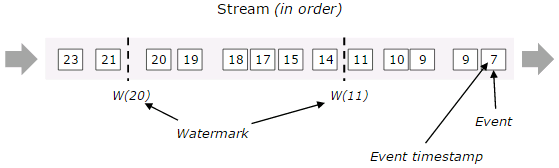 Stream (in order)
23 21 20 19 18 17 15 14 11 10 9 9 7
W(20) W(11)
Watermark
Event
Event timestamp